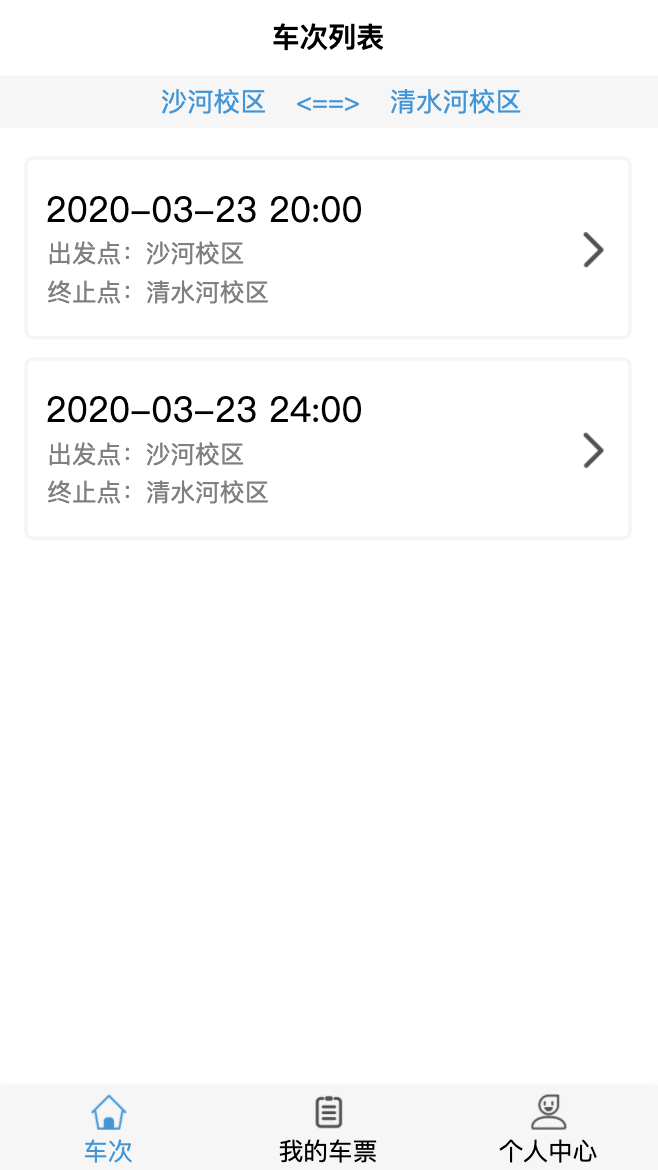 车次列表
沙河校区 <==> 清水河校区
2020-03-23 20:00
出发点：沙河校区
终止点：清水河校区
2020-03-23 24:00
出发点：沙河校区
终止点：清水河校区
车次 我的车票 个人中心